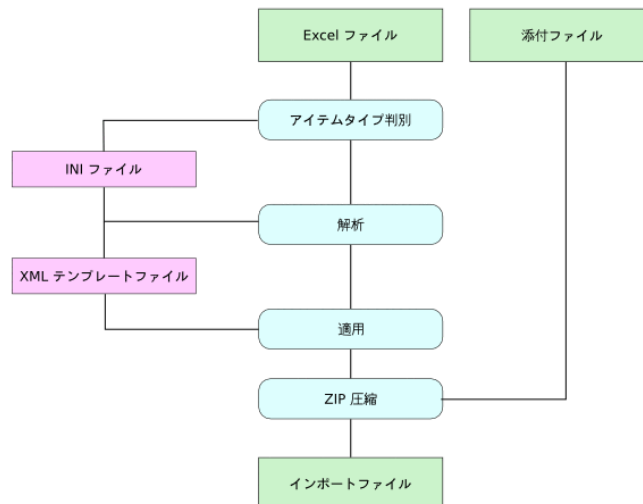 Excel ファイル
添付ファイル
アイテムタイプ判別
INI ファイル
解析
XML テンプレートファイル
適用
ZIP 圧縮
インポートファイル